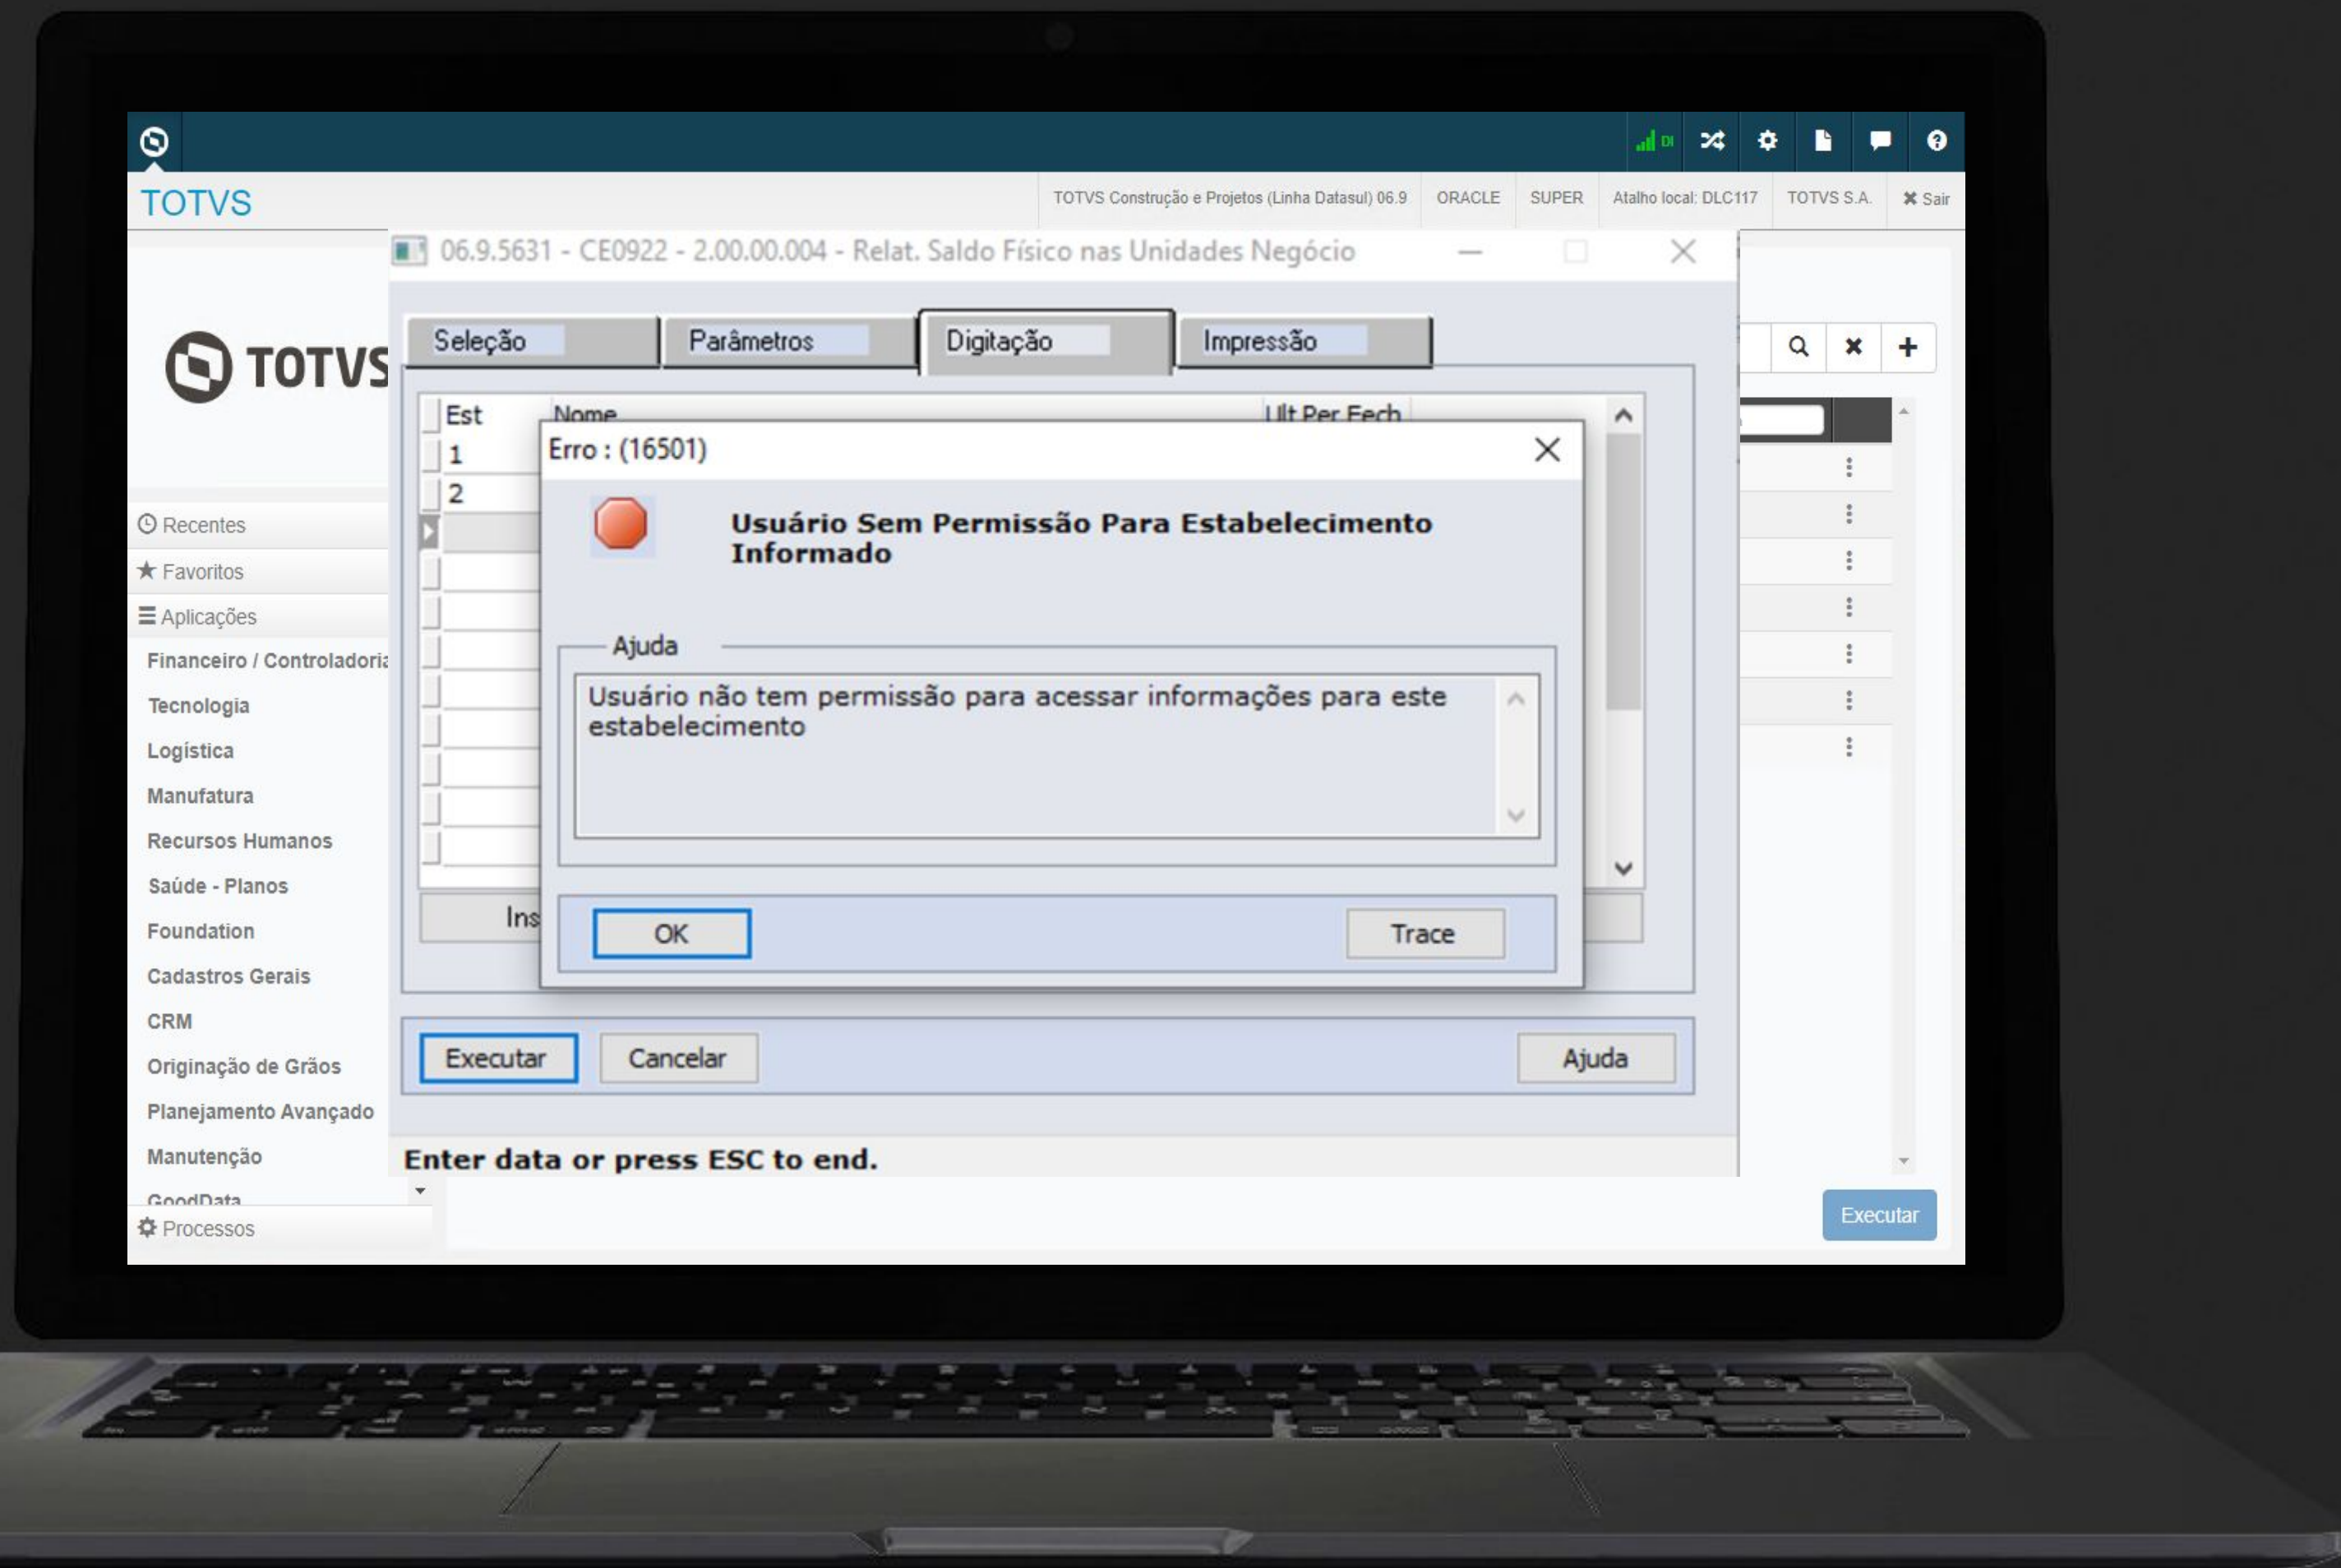 DI
TOTVS
TOTVS Construção e Projetos (Linha Datasul) 06.9
ORACLE
SUPER
Atalho local: DLC117
TOTVS S.A.
Sair
06.9.5631 - CE0922 - 2.00.00.004 - Relat. Saldo Físico nas Unidades Negócio
TOTVS
Seleção
Parâmetros
Digitação
Impressão
Est
Nome
Ult Per Fech
1
2
Erro : (16501)
Usuário Sem Permissão Para Estabelecimento
Informado
Ajuda
Usuário não tem permissão para acessar informações para este
estabelecimento
OK
Trace
Ins
Executar
Cancelar
Ajuda
Enter data or press ESC to end.
Recentes
Favoritos
Aplicações
Financeiro / Controladoria
Tecnologia
Logística
Manufatura
Recursos Humanos
Saúde - Planos
Foundation
Cadastros Gerais
CRM
Originação de Grãos
Planejamento Avançado
Manutenção
GoodData
Processos
Executar